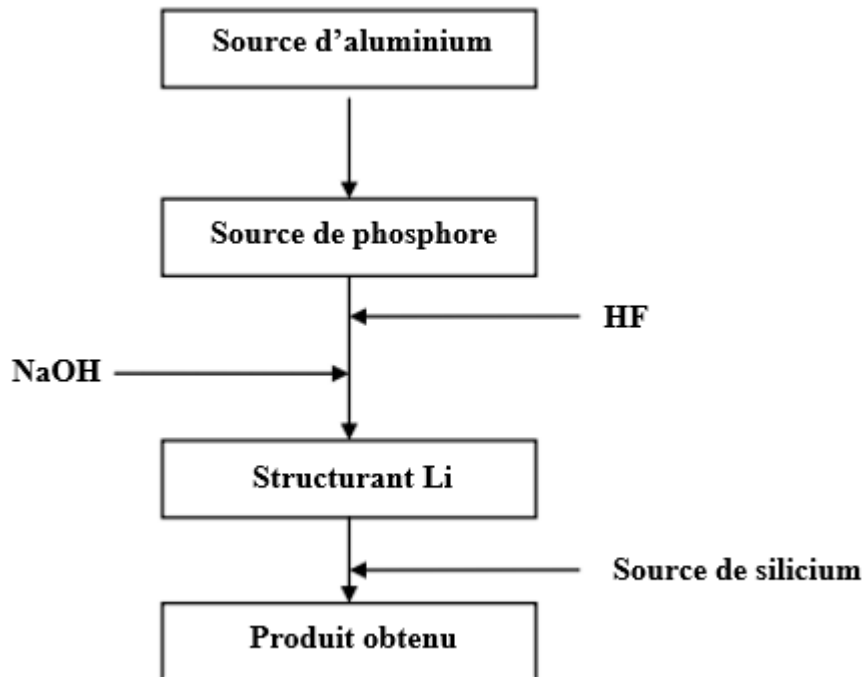 Source d’aluminium
Source de phosphore
HF
NaOH
Structurant Li
Source de silicium
Produit obtenu